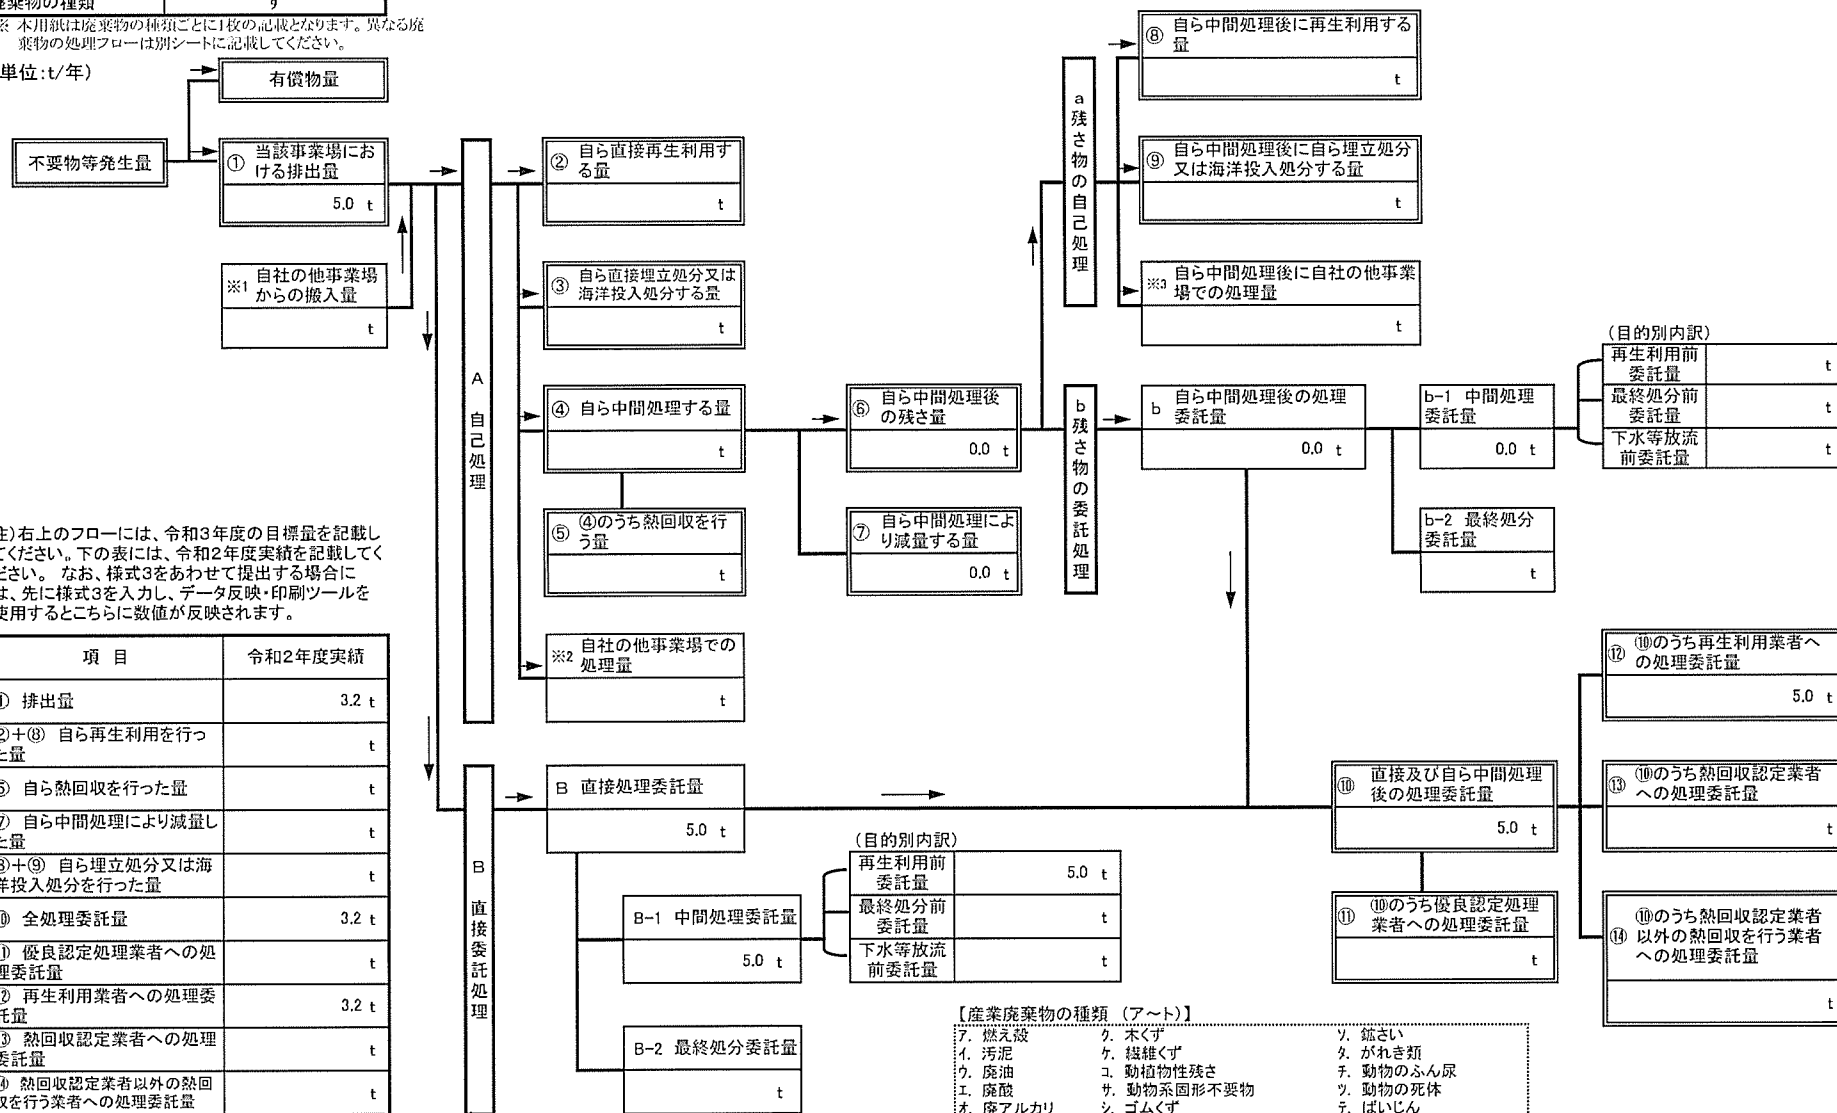 廃棄物の種類 す
※ 本用紙は廃棄物の種類ごとに1枚の記載となります。異なる廃
棄物の処理フローは別シートに記載してください。
単位:t/年)
有償物量
不要物等発生量
① 当該事業場にお
ける排出量
5.0 t
※1 自社の他事業場
からの搬入量
t
A 自己処理
② 自ら直接再生利用す
る量
t
③ 自ら直接埋立処分又は
海洋投入処分する量
t
④ 自ら中間処理する量
t
⑤ ④のうち熱回収を行
う量
t
※2 自社の他事業場での
処理量
t
⑥ 自ら中間処理後
の残さ量
0.0 t
⑦ 自ら中間処理によ
り減量する量
0.0 t
a 残さ物の自己処理
⑧ 自ら中間処理後に再生利用する
量
t
⑨ 自ら中間処理後に自ら埋立処分
又は海洋投入処分する量
t
※3 自ら中間処理後に自社の他事業
場での処理量
t
b 残さ物の委託処理
b 自ら中間処理後の処理
委託量
0.0 t
b-1 中間処理
委託量
0.0 t
(目的別内訳)
再生利用前
委託量
t
最終処分前
委託量
t
下水等放流
前委託量
t
b-2 最終処分
委託量
t
注)右上のフローには、令和3年度の目標量を記載し
てください。下の表には、令和2年度実績を記載してく
ださい。 なお、様式3をあわせて提出する場合に
は、先に様式3を入力し、データ反映・印刷ツールを
使用するとこちらに数値が反映されます。
項 目 令和2年度実績
① 排出量 3.2 t
②+⑧ 自ら再生利用を行っ
た量 t
⑤ 自ら熱回収を行った量 t
⑦ 自ら中間処理により減量し
た量 t
③+⑨ 自ら埋立処分又は海
洋投入処分を行った量 t
⑩ 全処理委託量 3.2 t
⑪ 優良認定処理業者への処
理委託量 t
⑫ 再生利用業者への処理委
託量 3.2 t
⑬ 熱回収認定業者への処理
委託量 t
⑭ 熱回収認定業者以外の熱回
収を行う業者への処理委託量 t
B 直接委託処理
B 直接処理委託量
5.0 t
B-1 中間処理委託量
5.0 t
(目的別内訳)
再生利用前
委託量
5.0 t
最終処分前
委託量
t
下水等放流
前委託量
t
B-2 最終処分委託量
t
⑩ 直接及び自ら中間処理
後の処理委託量
5.0 t
⑪ ⑩のうち優良認定処理
業者への処理委託量
t
⑫ ⑩のうち再生利用業者へ
の処理委託量
5.0 t
⑬ ⑩のうち熱回収認定業者
への処理委託量
t
⑭ ⑩のうち熱回収認定業者
以外の熱回収を行う業者
への処理委託量
t
【産業廃棄物の種類 (ア~ト)】
ア. 燃え殻 ク. 木くず ソ. 鉱さい
イ. 汚泥 ケ. 繊維くず タ. がれき類
ウ. 廃油 コ. 動植物性残さ チ. 動物のふん尿
エ. 廃酸 サ. 動物系固形不要物 ツ. 動物の死体
オ. 廃アルカリ シ. ゴムくず テ. ばいじん